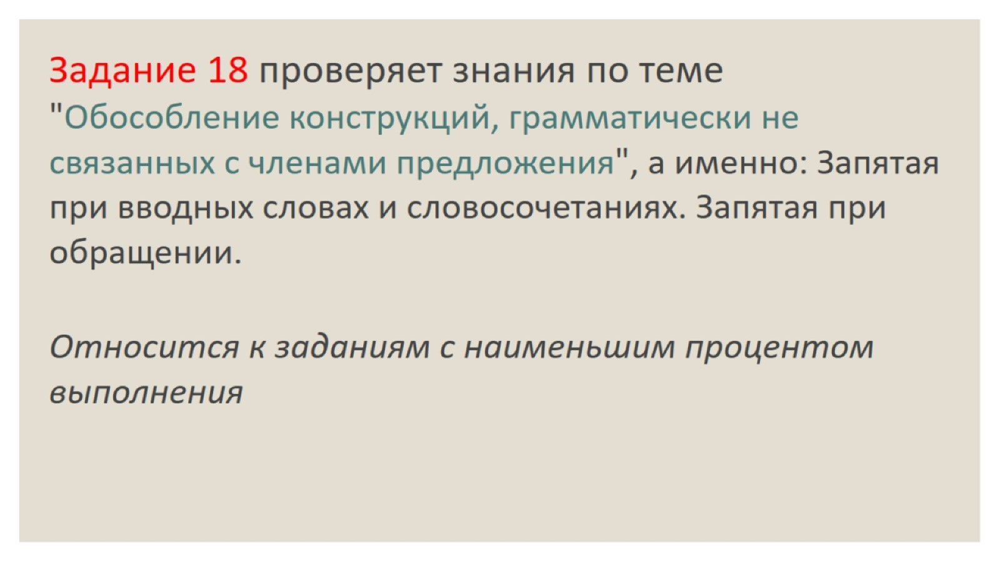 Задание 18 проверяет знания по теме
"Обособление конструкций, грамматически не
связанных с членами предложения", а именно: Запятая
при вводных словах и словосочетаниях. Запятая при
обращении.
Относится к заданиям с наименьшим процентом
выполнения